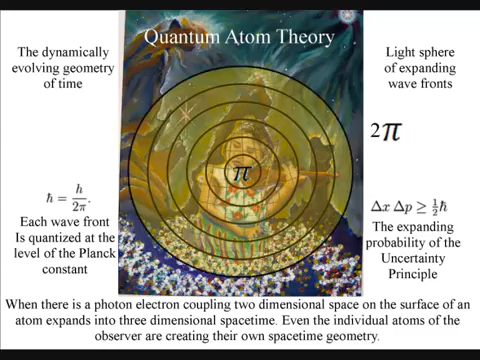 Quantum Atom Theory
The dynamically
evolving geometry
of time
Light sphere
of expanding
wave fronts
2π
π
ħ = h/2π.
Each wave front
Is quantized at the
level of the Planck
constant
Δx Δp ≥ ½ħ
The expanding
probability of the
Uncertainty
Principle
When there is a photon electron coupling two dimensional space on the surface of an
atom expands into three dimensional spacetime. Even the individual atoms of the
observer are creating their own spacetime geometry.